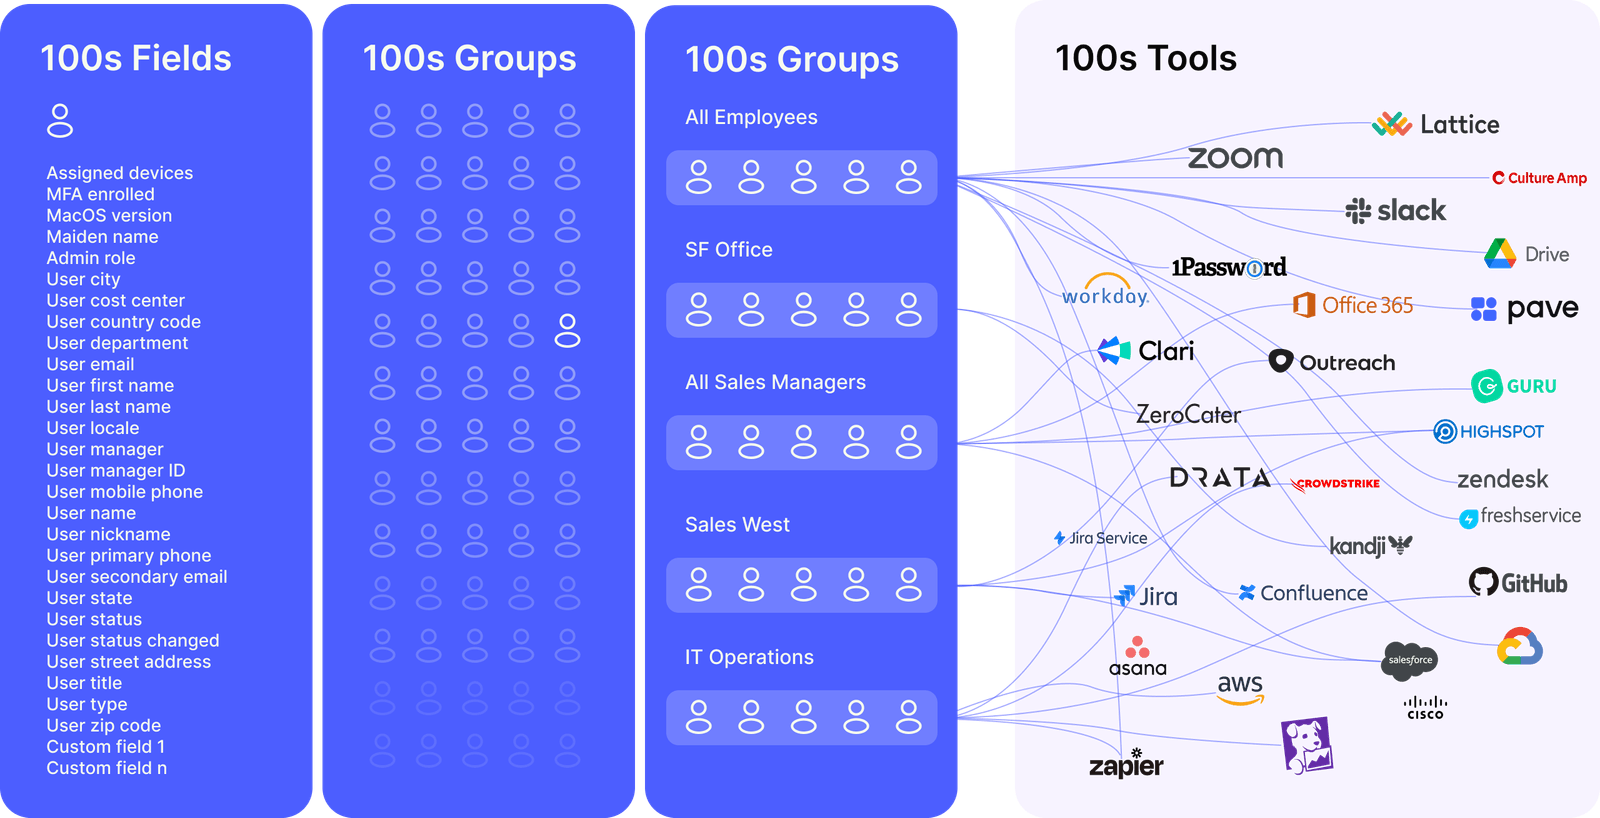 100s Fields
Assigned devices
MFA enrolled
MacOS version
Maiden name
Admin role
User city
User cost center
User country code
User department
User email
User first name
User last name
User locale
User manager
User manager ID
User mobile phone
User name
User nickname
User primary phone
User secondary email
User state
User status
User status changed
User street address
User title
User type
User zip code
Custom field 1
Custom field n
100s Groups
100s Groups
All Employees
SF Office
All Sales Managers
Sales West
IT Operations
100s Tools
Lattice
zoom
Culture Amp
slack
Drive
1Password
workday.
Office 365
pave
Clari
Outreach
GURU
ZeroCater
HIGHSPOT
DRATA
CROWDSTRIKE
zendesk
freshservice
Jira Service
kandji
GitHub
Jira
Confluence
asana
salesforce
aws
cisco
zapier